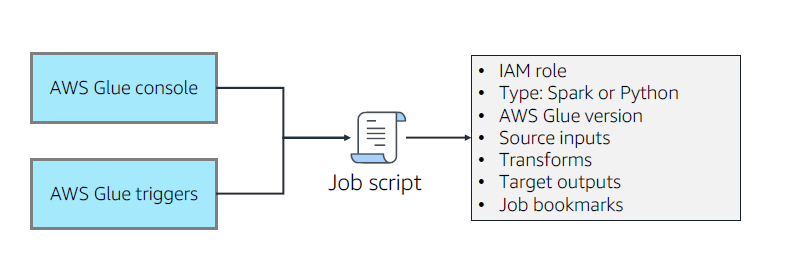 AWS Glue console
AWS Glue triggers
Job script
• IAM role
• Type: Spark or Python
• AWS Glue version
• Source inputs
• Transforms
• Target outputs
• Job bookmarks